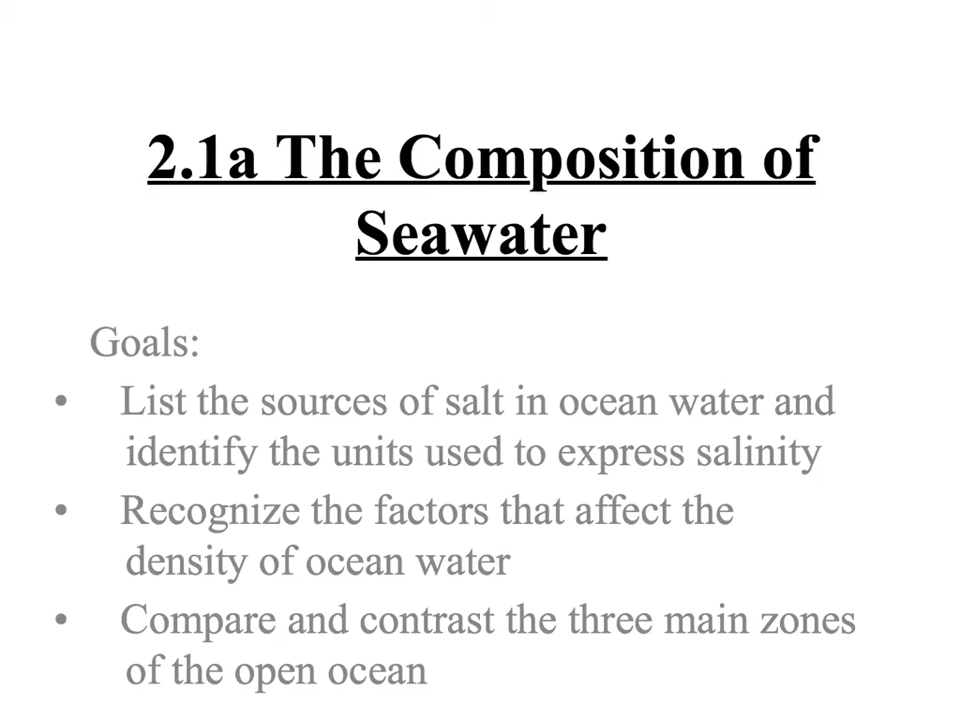 2.1a The Composition of
Seawater
Goals:
• List the sources of salt in ocean water and
identify the units used to express salinity
• Recognize the factors that affect the
density of ocean water
• Compare and contrast the three main zones
of the open ocean